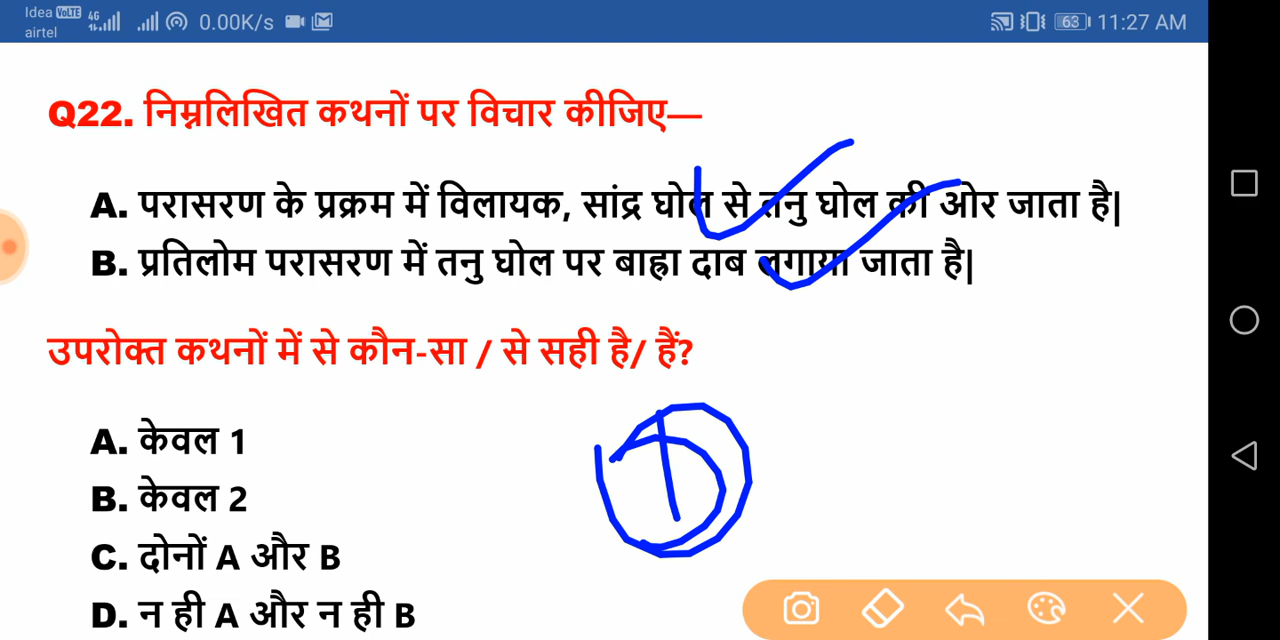 Idea VoLTE 4G 0.00K/s 63 11:27 AM
airtel
Q22. निम्नलिखित कथनों पर विचार कीजिए—
A. परासरण के प्रक्रम में विलायक, सांद्र घोल से तनु घोल की ओर जाता है|
B. प्रतिलोम परासरण में तनु घोल पर बाह्रा दाब लगाया जाता है|
उपरोक्त कथनों में से कौन-सा / से सही है/ हैं?
A. केवल 1
B. केवल 2
C. दोनों A और B
D. न ही A और न ही B